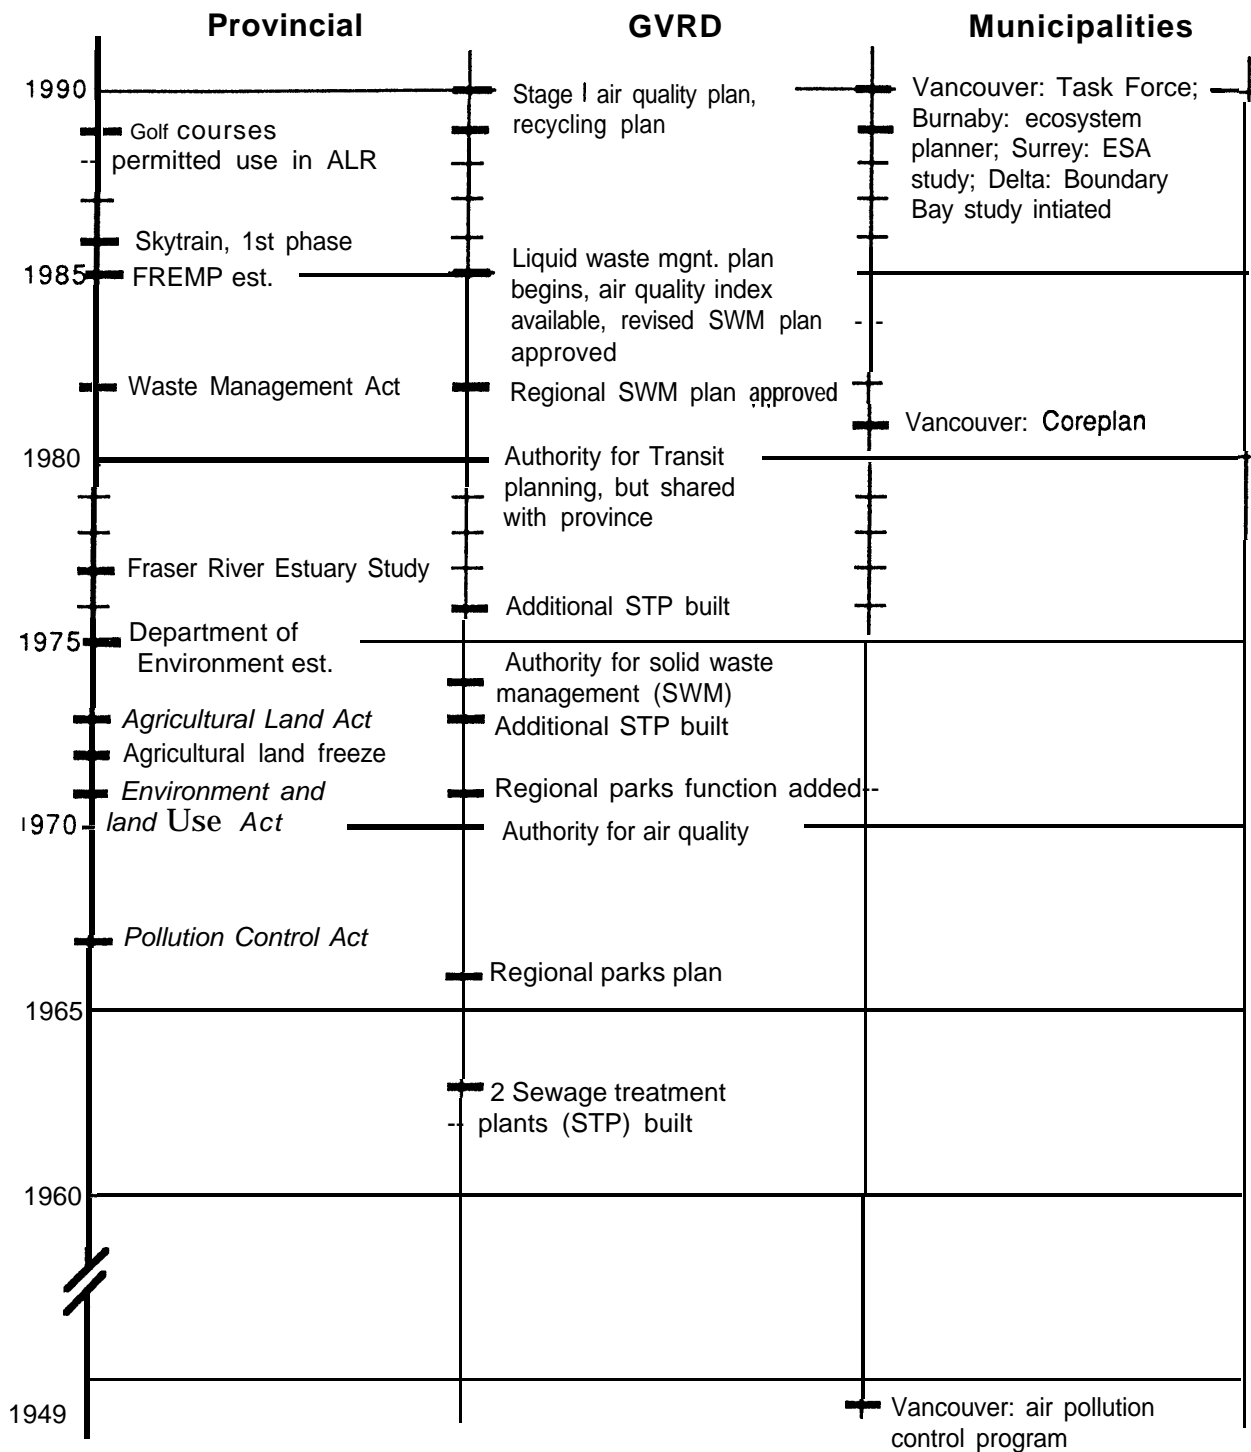 Provincial
GVRD
Municipalities
1990
Golf courses
permitted use in ALR
Skytrain, 1st phase
1985
FREMP est.
Waste Management Act
1980
Fraser River Estuary Study
1975
Department of
Environment est.
Agricultural Land Act
Agricultural land freeze
Environment and
land Use Act
1970
Pollution Control Act
1965
1960
1949
Stage I air quality plan,
recycling plan
Liquid waste mgnt. plan
begins, air quality index
available, revised SWM plan
approved
Regional SWM plan approved
Authority for Transit
planning, but shared
with province
Additional STP built
Authority for solid waste
management (SWM)
Additional STP built
Regional parks function added
Authority for air quality
Regional parks plan
2 Sewage treatment
plants (STP) built
Vancouver: Task Force;
Burnaby: ecosystem
planner; Surrey: ESA
study; Delta: Boundary
Bay study intiated
Vancouver: Coreplan
Vancouver: air pollution
control program